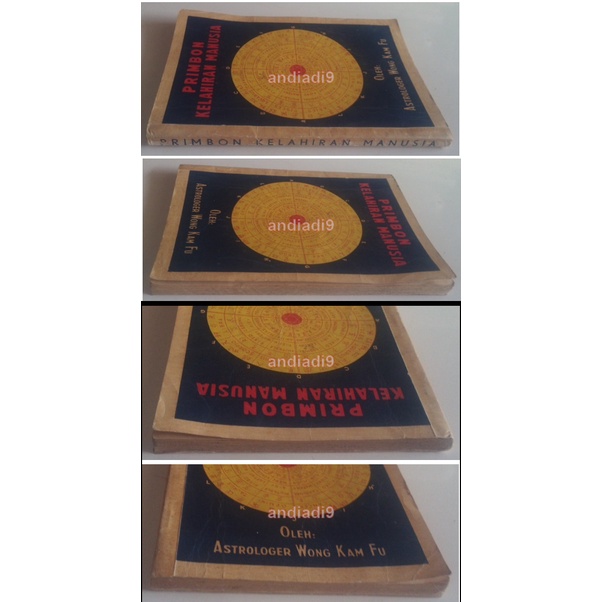 PRIMBON
KELAHIRAN MANUSIA
andiadi9
OLEH:
ASTROLOGER WONG KAM FU
PRIMBON KELAHIRAN MANUSIA
PRIMBON
KELAHIRAN MANUSIA
andiadi9
OLEH:
ASTROLOGER WONG KAM FU
andiadi9
PRIMBON
KELAHIRAN MANUSIA
andiadi9
OLEH:
ASTROLOGER WONG KAM FU